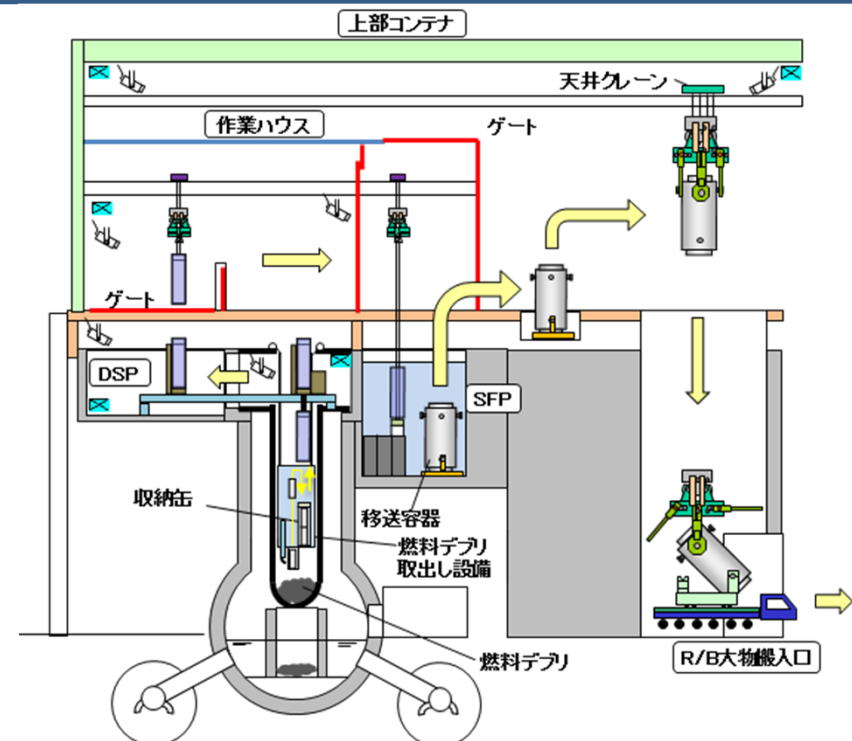 上部コンテナ
天井クレーン
作業ハウス
ゲート
ゲート
DSP
SFP
収納缶
移送容器
燃料デブリ
取出し設備
燃料デブリ
R/B大物搬入口